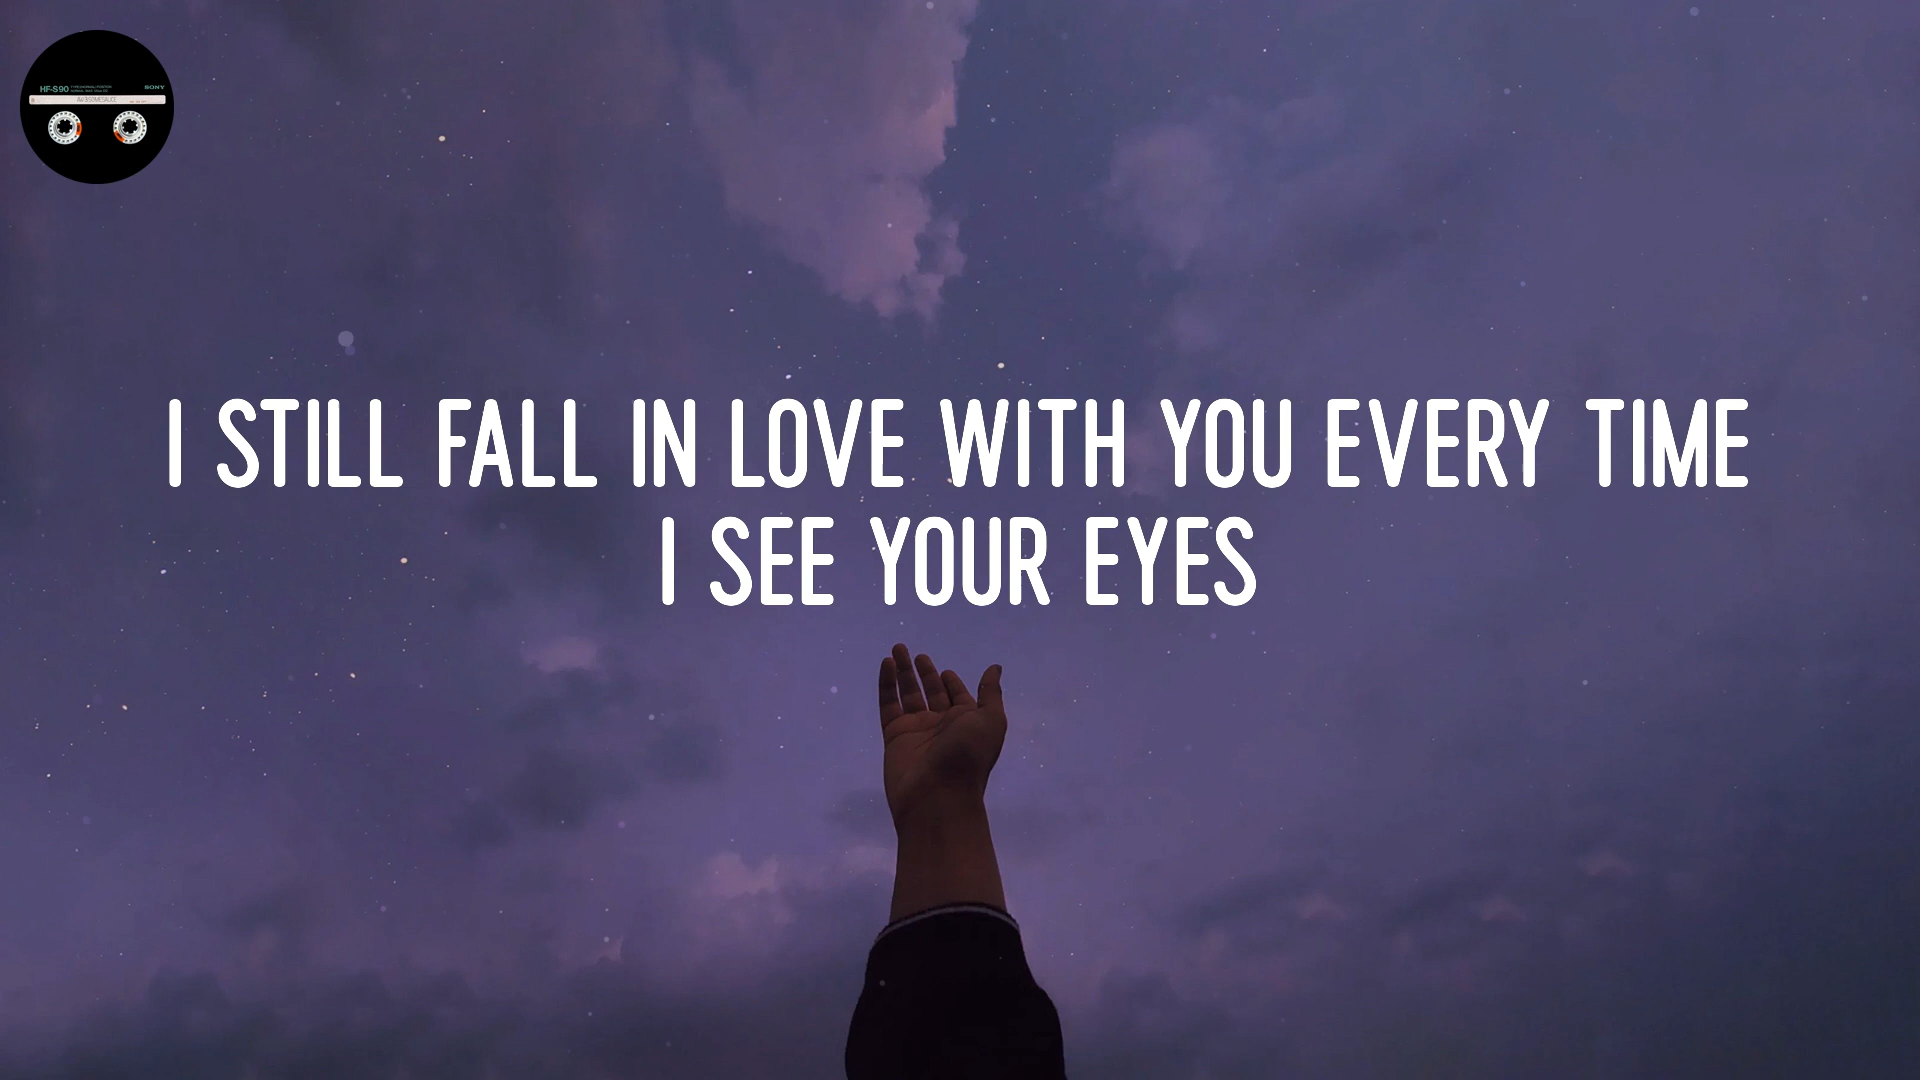 HF-S90
SONY
I STILL FALL IN LOVE WITH YOU EVERY TIME
I SEE YOUR EYES